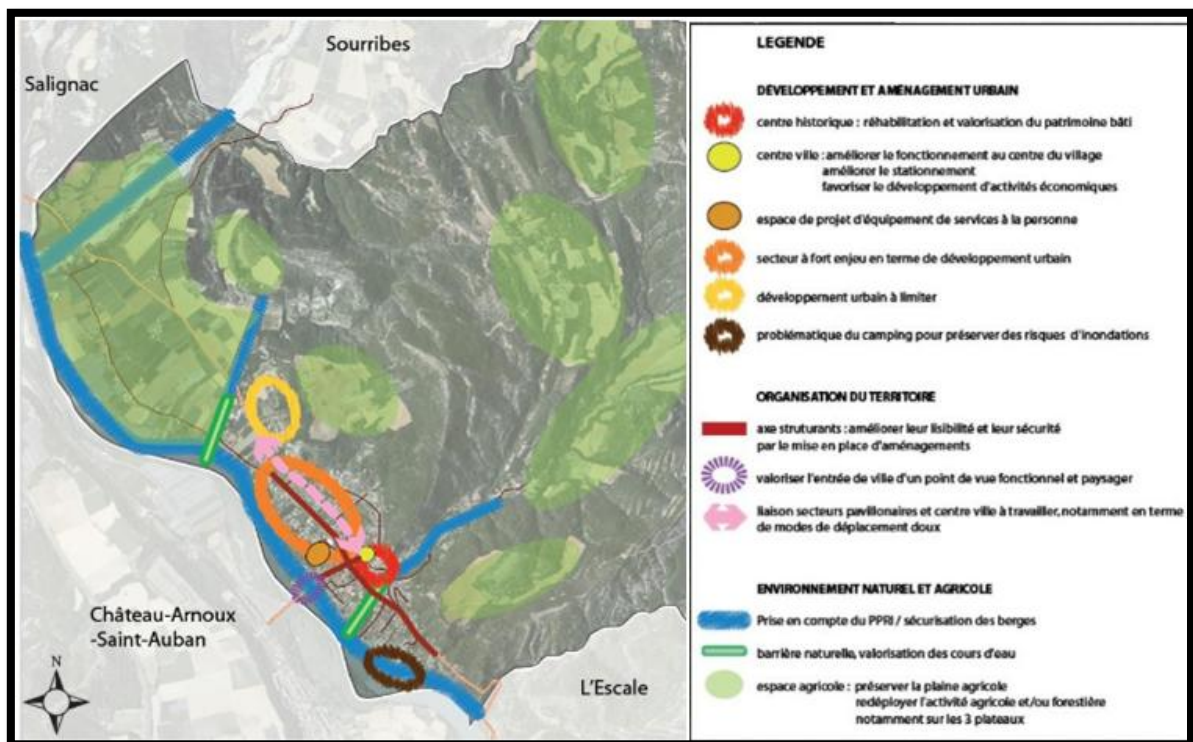 Sourribes
Salignac
Château-Arnoux
-Saint-Auban
L'Escale
N
LEGENDE
DÉVELOPPEMENT ET AMÉNAGEMENT URBAIN
centre historique : réhabilitation et valorisation du patrimoine bâti
centre ville : améliorer le fonctionnement au centre du village
améliorer le stationnement
favoriser le développement d'activités économiques
espace de projet d'équipement de services à la personne
secteur à fort enjeu en terme de développement urbain
développement urbain à limiter
problématique du camping pour préserver des risques d'inondations
ORGANISATION DU TERRITOIRE
axe struturants : améliorer leur lisibilité et leur sécurité
par le mise en place d'aménagements
valoriser l'entrée de ville d'un point de vue fonctionnel et paysager
liaison secteurs pavillonaires et centre ville à travailler, notamment en terme
de modes de déplacement doux
ENVIRONNEMENT NATUREL ET AGRICOLE
Prise en compte du PPRI / sécurisation des berges
barrière naturelle, valorisation des cours d'eau
espace agricole : préserver la plaine agricole
redéployer l'activité agricole et/ou forestière
notamment sur les 3 plateaux